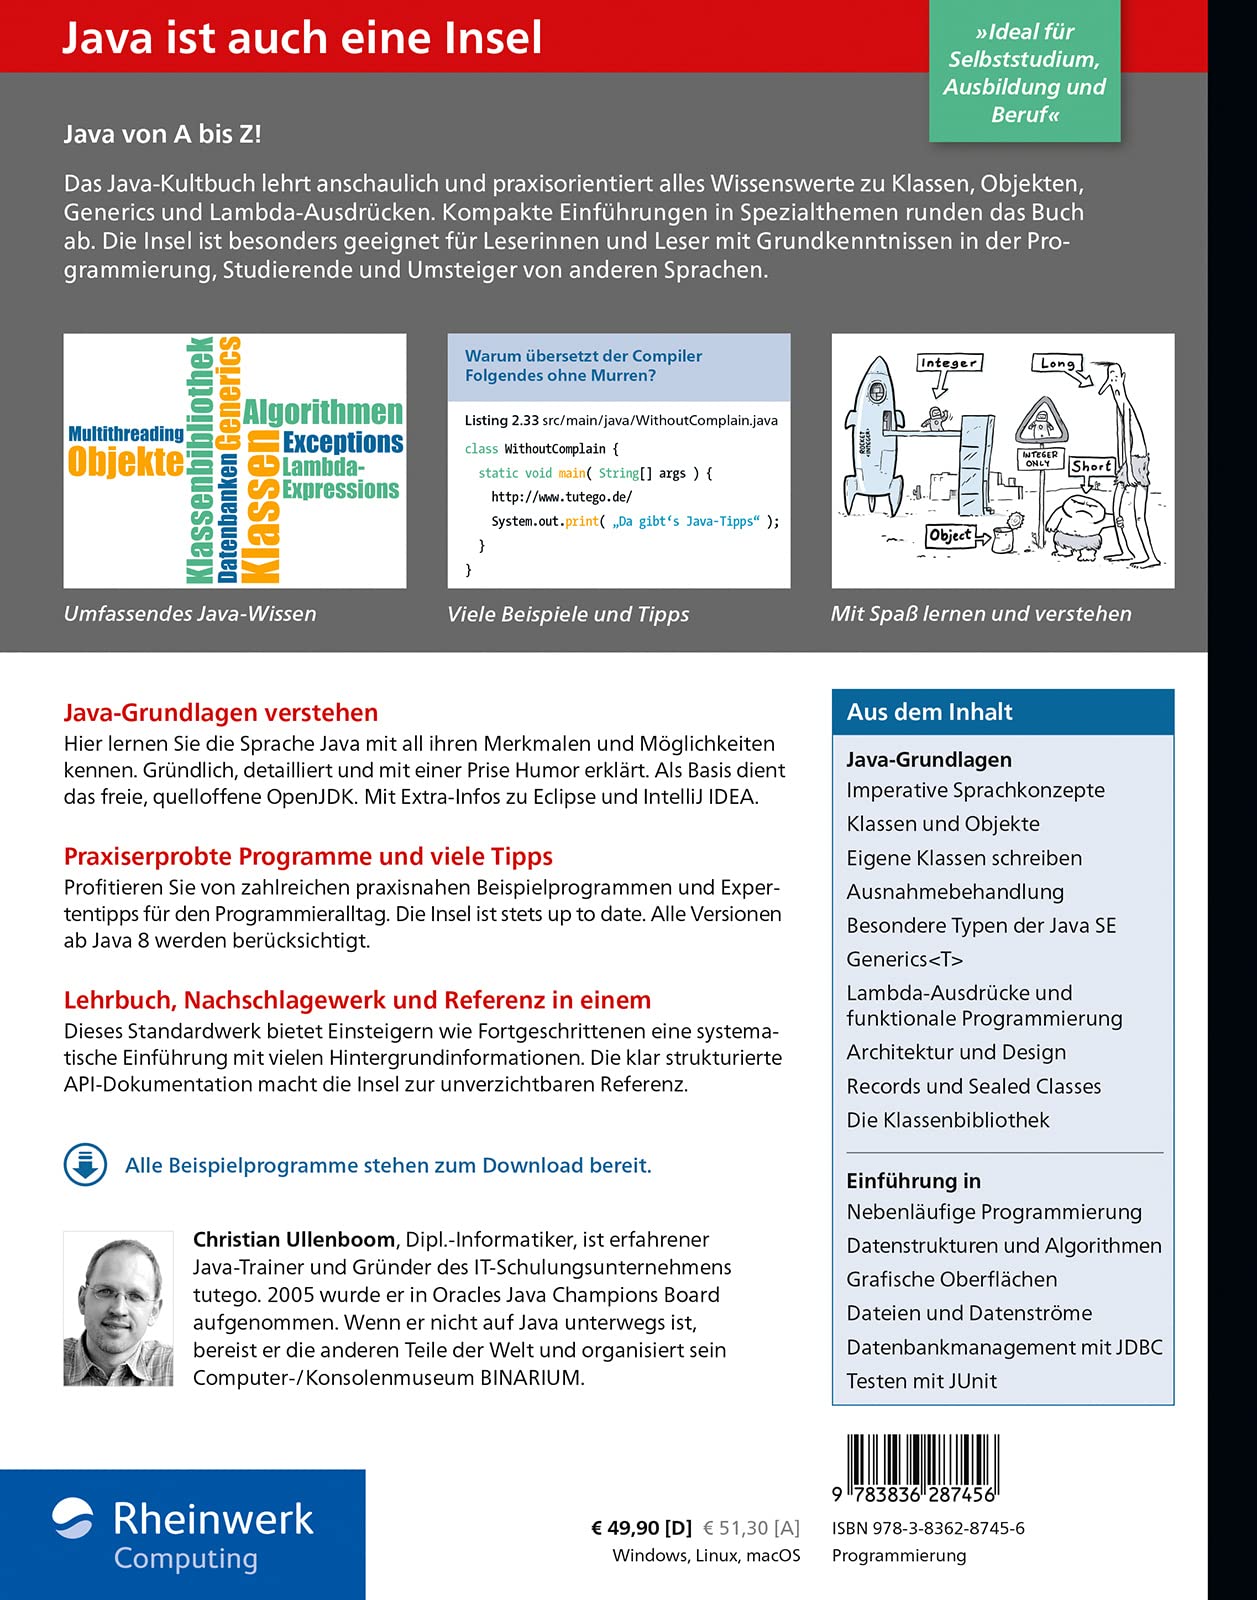 Java ist auch eine Insel
»Ideal für
Selbststudium,
Ausbildung und
Beruf«
Java von A bis Z!
Das Java-Kultbuch lehrt anschaulich und praxisorientiert alles Wissenswerte zu Klassen, Objekten,
Generics und Lambda-Ausdrücken. Kompakte Einführungen in Spezialthemen runden das Buch
ab. Die Insel ist besonders geeignet für Leserinnen und Leser mit Grundkenntnissen in der Pro-
grammierung, Studierende und Umsteiger von anderen Sprachen.
Multithreading
Objekte
Klassenbibliothek
Datenbanken
Generics
Klassen
Algorithmen
Exceptions
Lambda-
Expressions
Umfassendes Java-Wissen
Warum übersetzt der Compiler
Folgendes ohne Murren?
Listing 2.33 src/main/java/WithoutComplain.java
class WithoutComplain {
static void main( String[] args ) {
http://www.tutego.de/
System.out.print( „Da gibt‘s Java-Tipps“ );
}
}
Viele Beispiele und Tipps
Integer
Long
ROCKET
<INTEGER>
INTEGER
ONLY
Short
Object
Mit Spaß lernen und verstehen
Java-Grundlagen verstehen
Hier lernen Sie die Sprache Java mit all ihren Merkmalen und Möglichkeiten
kennen. Gründlich, detailliert und mit einer Prise Humor erklärt. Als Basis dient
das freie, quelloffene OpenJDK. Mit Extra-Infos zu Eclipse und IntelliJ IDEA.
Praxiserprobte Programme und viele Tipps
Profitieren Sie von zahlreichen praxisnahen Beispielprogrammen und Exper-
tentipps für den Programmieralltag. Die Insel ist stets up to date. Alle Versionen
ab Java 8 werden berücksichtigt.
Lehrbuch, Nachschlagewerk und Referenz in einem
Dieses Standardwerk bietet Einsteigern wie Fortgeschrittenen eine systema-
tische Einführung mit vielen Hintergrundinformationen. Die klar strukturierte
API-Dokumentation macht die Insel zur unverzichtbaren Referenz.
Alle Beispielprogramme stehen zum Download bereit.
Christian Ullenboom, Dipl.-Informatiker, ist erfahrener
Java-Trainer und Gründer des IT-Schulungsunternehmens
tutego. 2005 wurde er in Oracles Java Champions Board
aufgenommen. Wenn er nicht auf Java unterwegs ist,
bereist er die anderen Teile der Welt und organisiert sein
Computer-/Konsolenmuseum BINARIUM.
Aus dem Inhalt
Java-Grundlagen
Imperative Sprachkonzepte
Klassen und Objekte
Eigene Klassen schreiben
Ausnahmebehandlung
Besondere Typen der Java SE
Generics<T>
Lambda-Ausdrücke und
funktionale Programmierung
Architektur und Design
Records und Sealed Classes
Die Klassenbibliothek
Einführung in
Nebenläufige Programmierung
Datenstrukturen und Algorithmen
Grafische Oberflächen
Dateien und Datenströme
Datenbankmanagement mit JDBC
Testen mit JUnit
Rheinwerk
Computing
€ 49,90 [D] € 51,30 [A]
Windows, Linux, macOS
9 783836 287456
ISBN 978-3-8362-8745-6
Programmierung